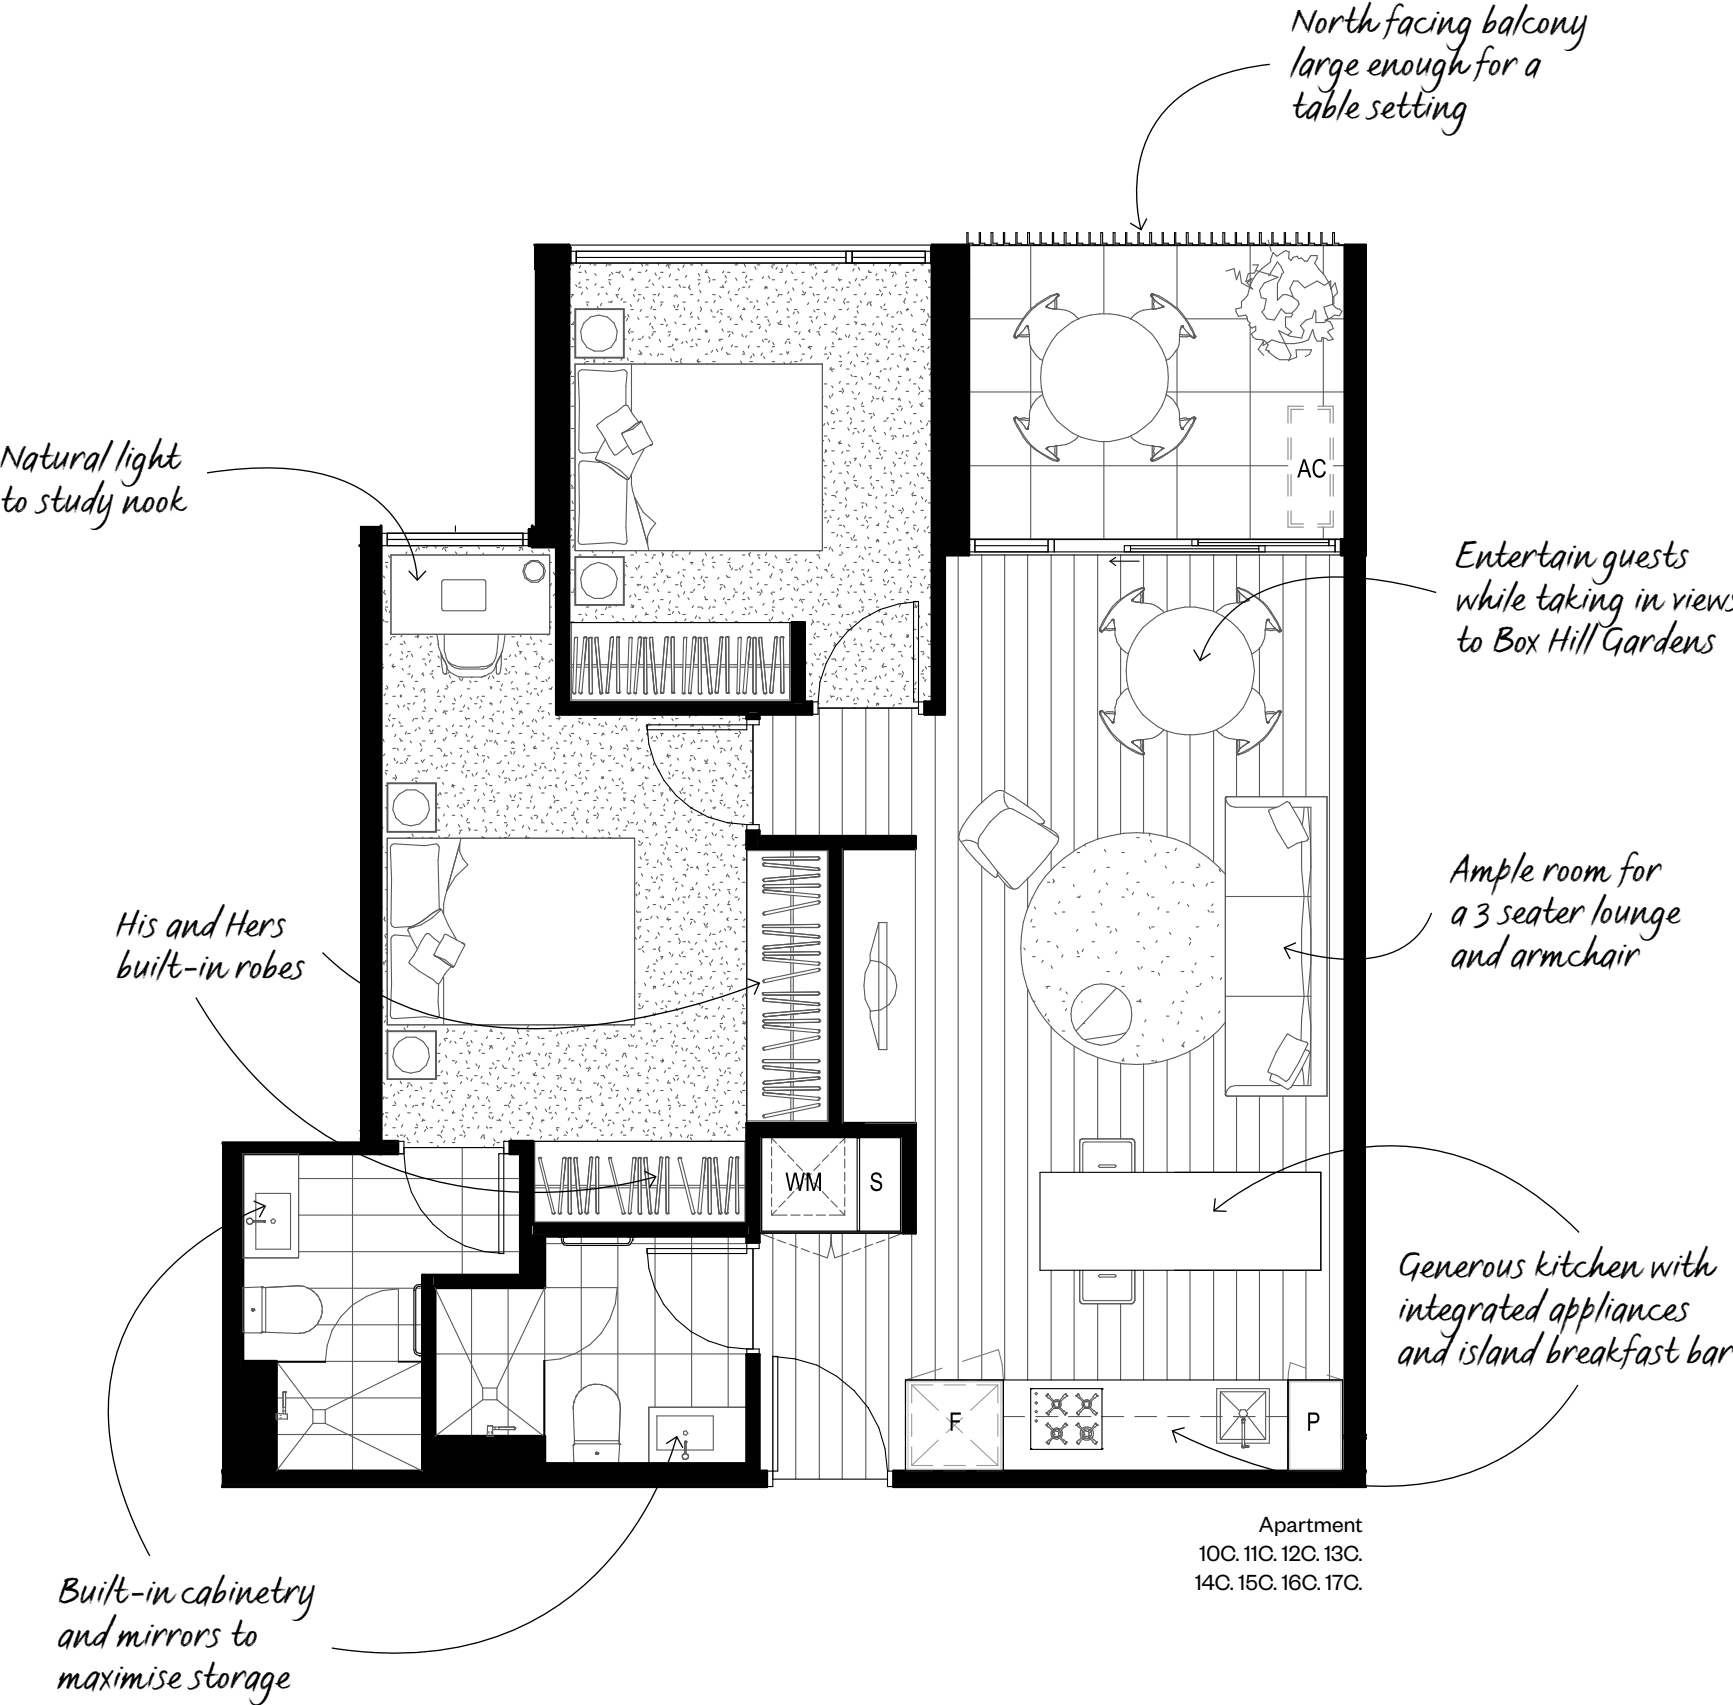 North facing balcony
large enough for a
table setting
Natural light
to study nook
AC
Entertain guests
while taking in views
to Box Hill Gardens
Ample room for
a 3 seater lounge
and armchair
His and Hers
built-in robes
WM
S
Generous kitchen with
integrated appliances
and island breakfast bar
F
P
Apartment
10C. 11C. 12C. 13C.
14C. 15C. 16C. 17C.
Built-in cabinetry
and mirrors to
maximise storage